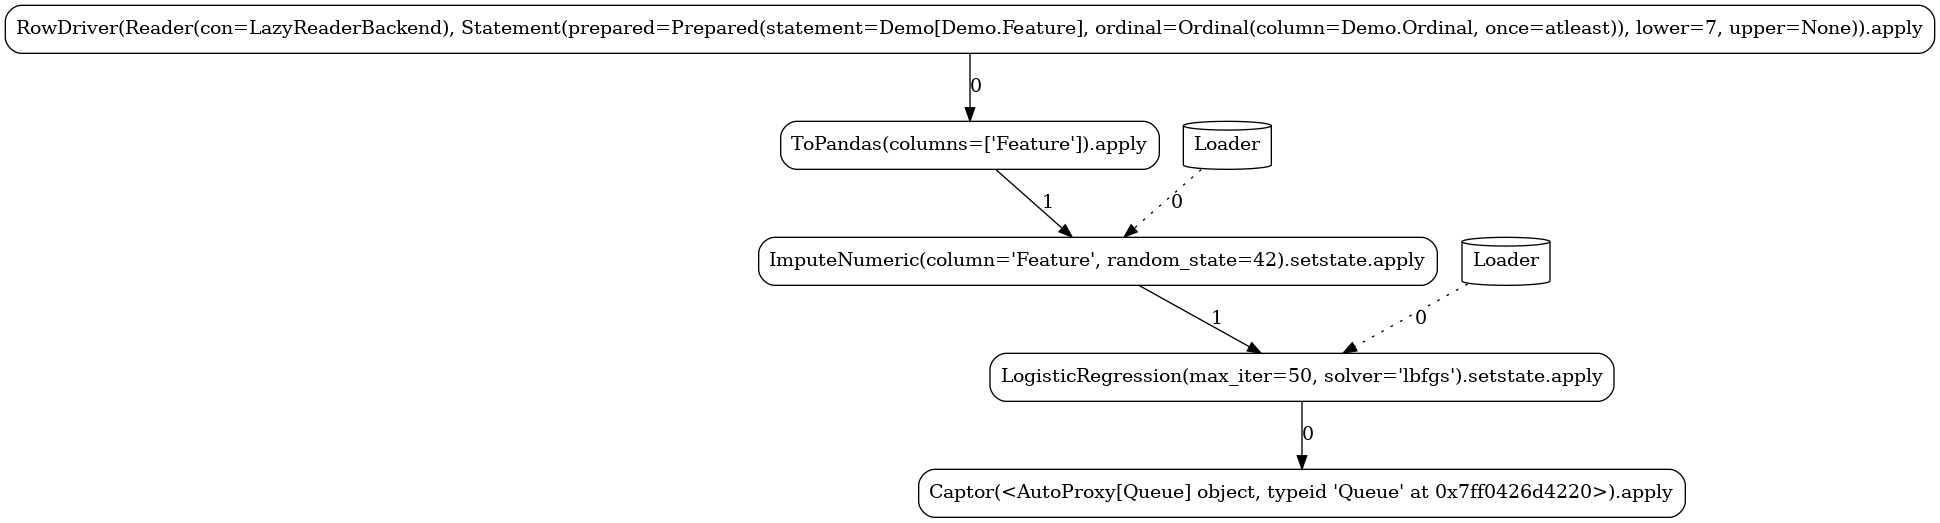 RowDriver(Reader(con=LazyReaderBackend), Statement(prepared=Prepared(statement=Demo[Demo.Feature], ordinal=Ordinal(column=Demo.Ordinal, once=atleast)), lower=7, upper=None)).apply
0
ToPandas(columns=['Feature']).apply
Loader
1
0
ImputeNumeric(column='Feature', random_state=42).setstate.apply
Loader
1
0
LogisticRegression(max_iter=50, solver='lbfgs').setstate.apply
0
Captor(<AutoProxy[Queue] object, typeid 'Queue' at 0x7ff0426d4220>).apply